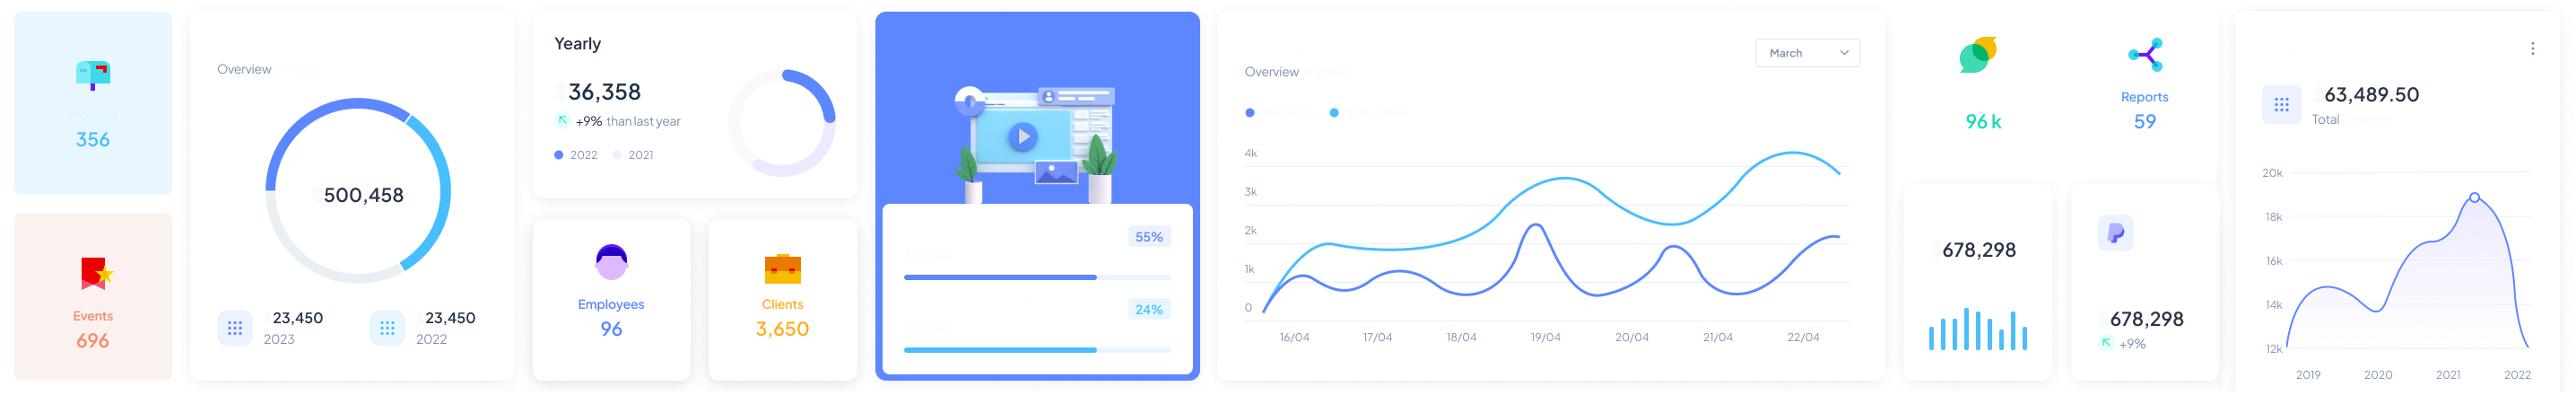 356
Events
696
Overview
500,458
23,450
2023
23,450
2022
Yearly
36,358
+9% than last year
2022
2021
Employees
96
Clients
3,650
55%
24%
March
Overview
4k
3k
2k
1k
0
16/04
17/04
18/04
19/04
20/04
21/04
22/04
96 k
Reports
59
678,298
678,298
+9%
63,489.50
Total
20k
18k
16k
14k
12k
2019
2020
2021
2022